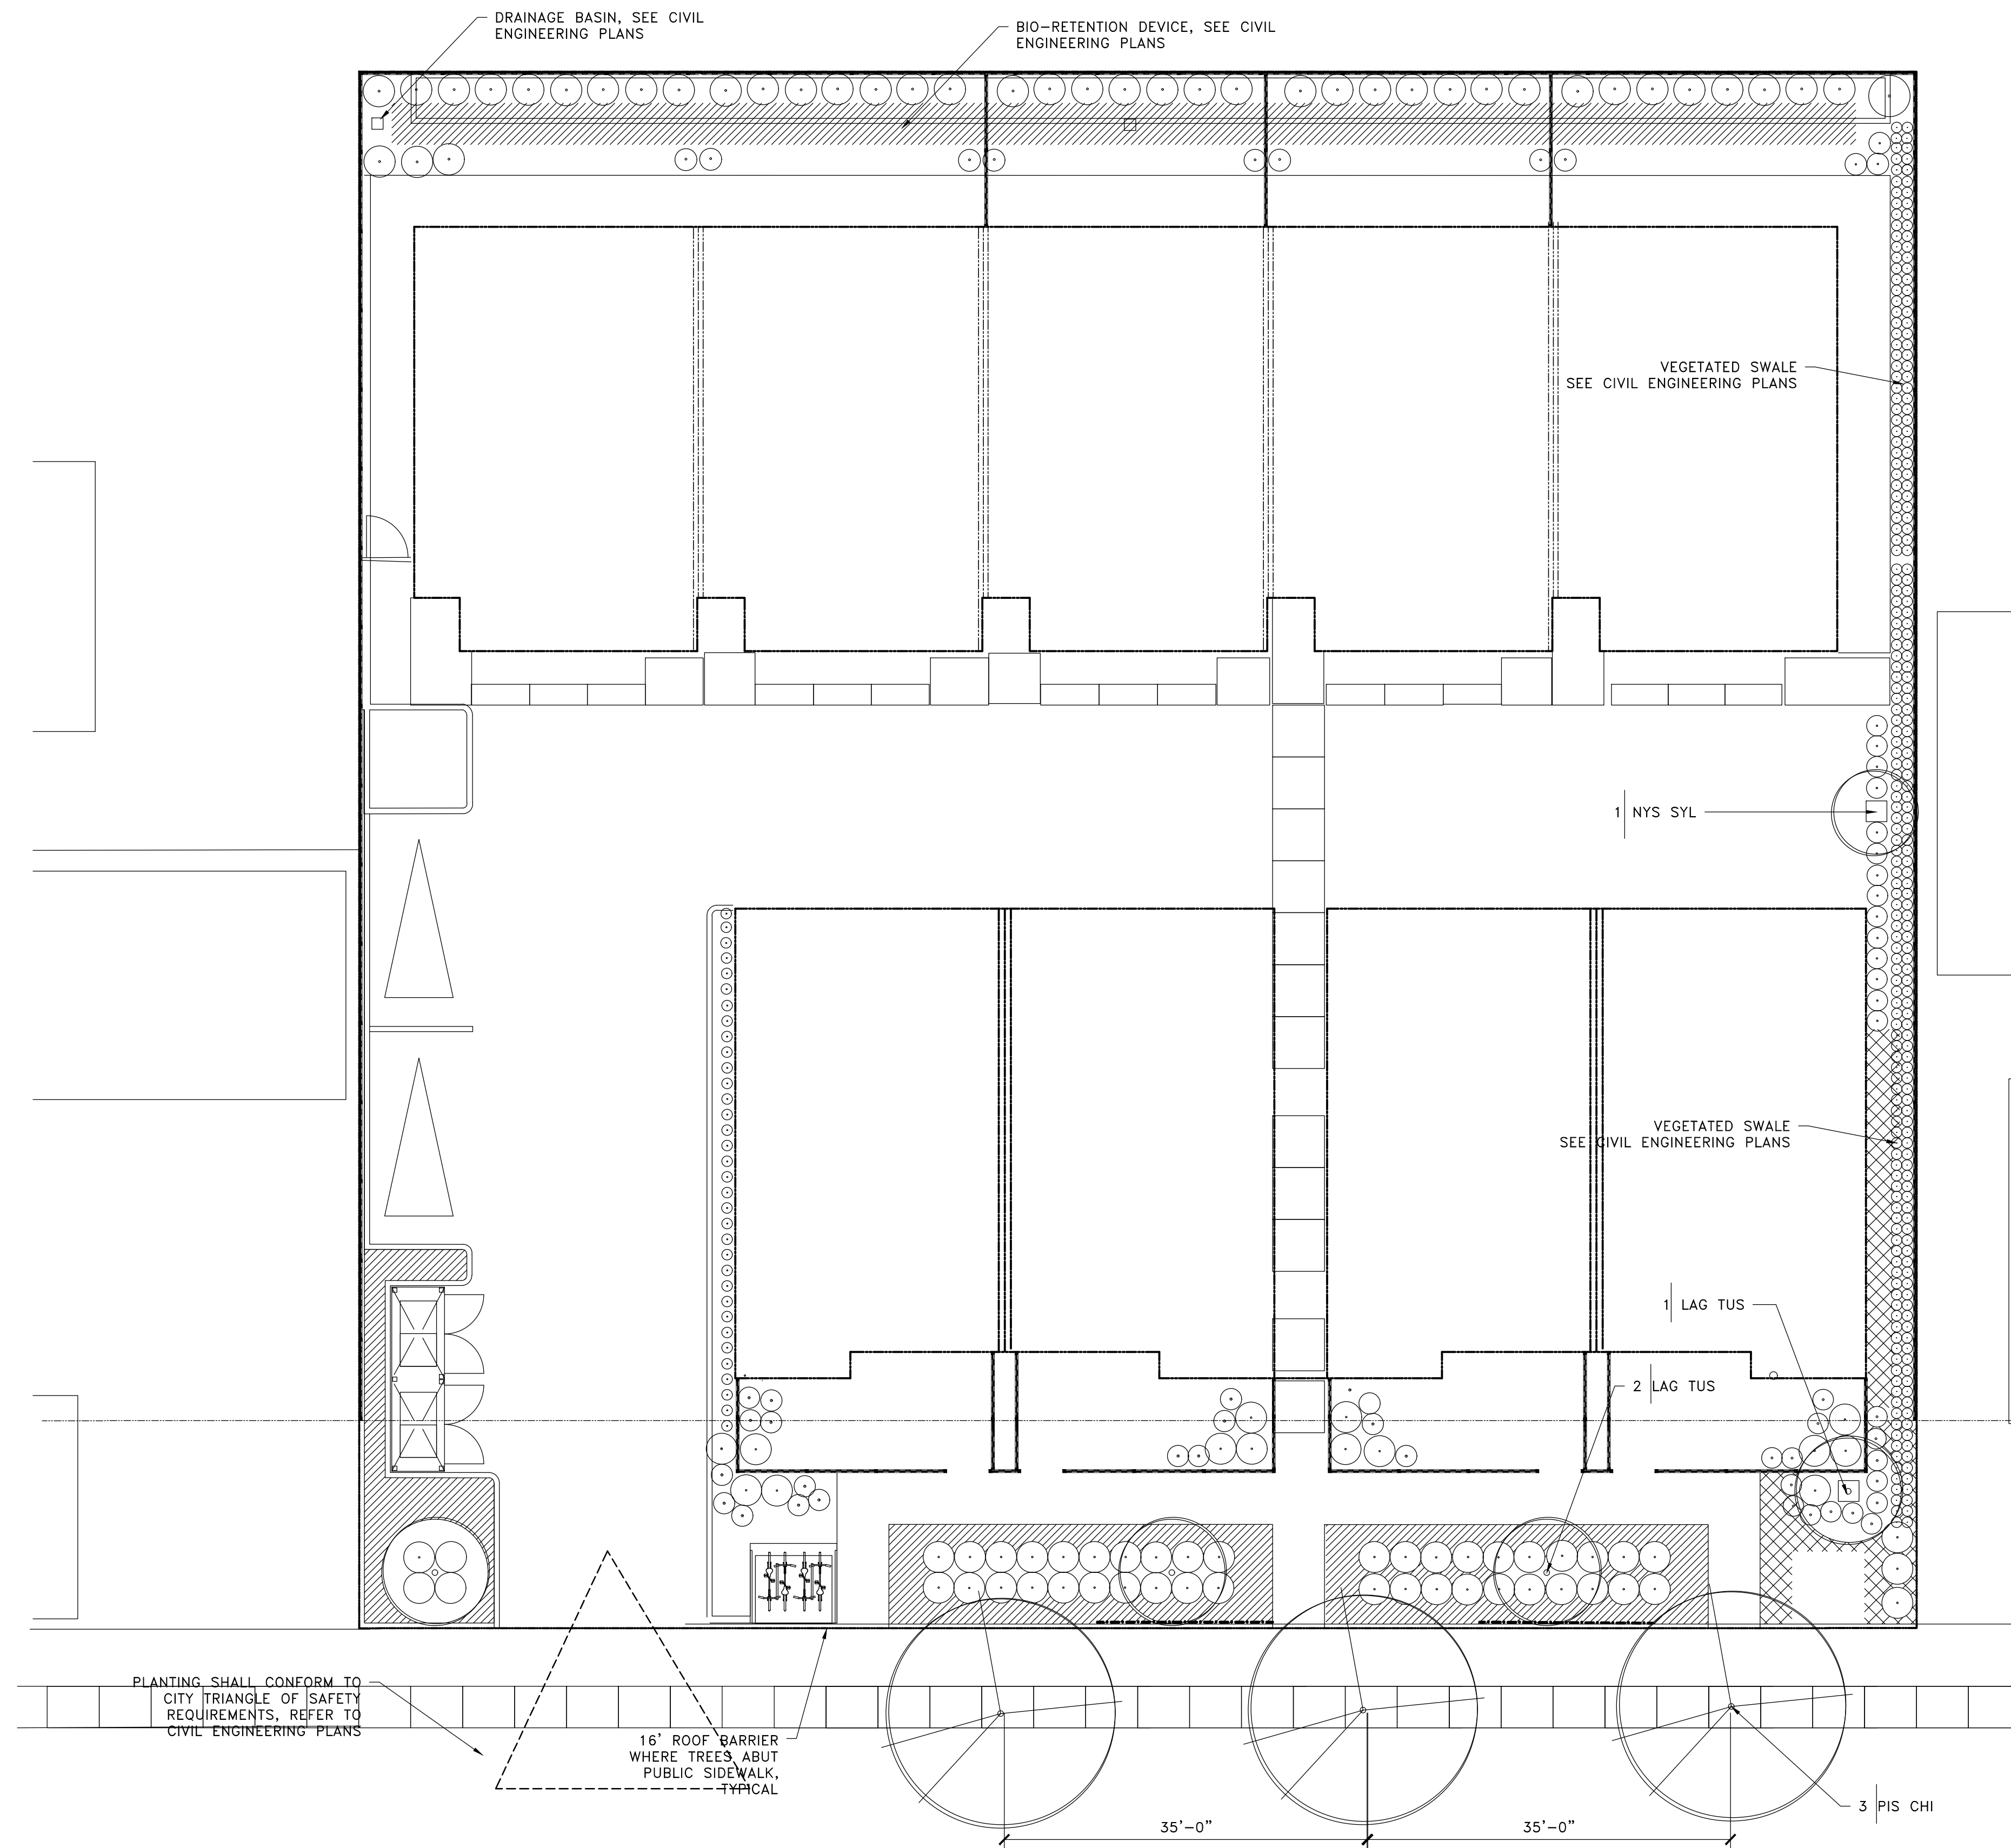 DRAINAGE BASIN, SEE CIVIL
ENGINEERING PLANS
BIO-RETENTION DEVICE, SEE CIVIL
ENGINEERING PLANS
VEGETATED SWALE
SEE CIVIL ENGINEERING PLANS
1 NYS SYL
VEGETATED SWALE
SEE CIVIL ENGINEERING PLANS
1 LAG TUS
2 LAG TUS
PLANTING SHALL CONFORM TO
CITY TRIANGLE OF SAFETY
REQUIREMENTS, REFER TO
CIVIL ENGINEERING PLANS
16' ROOF BARRIER
WHERE TREES ABUT
PUBLIC SIDEWALK,
TYPICAL
3 PIS CHI
35'-0"
35'-0"